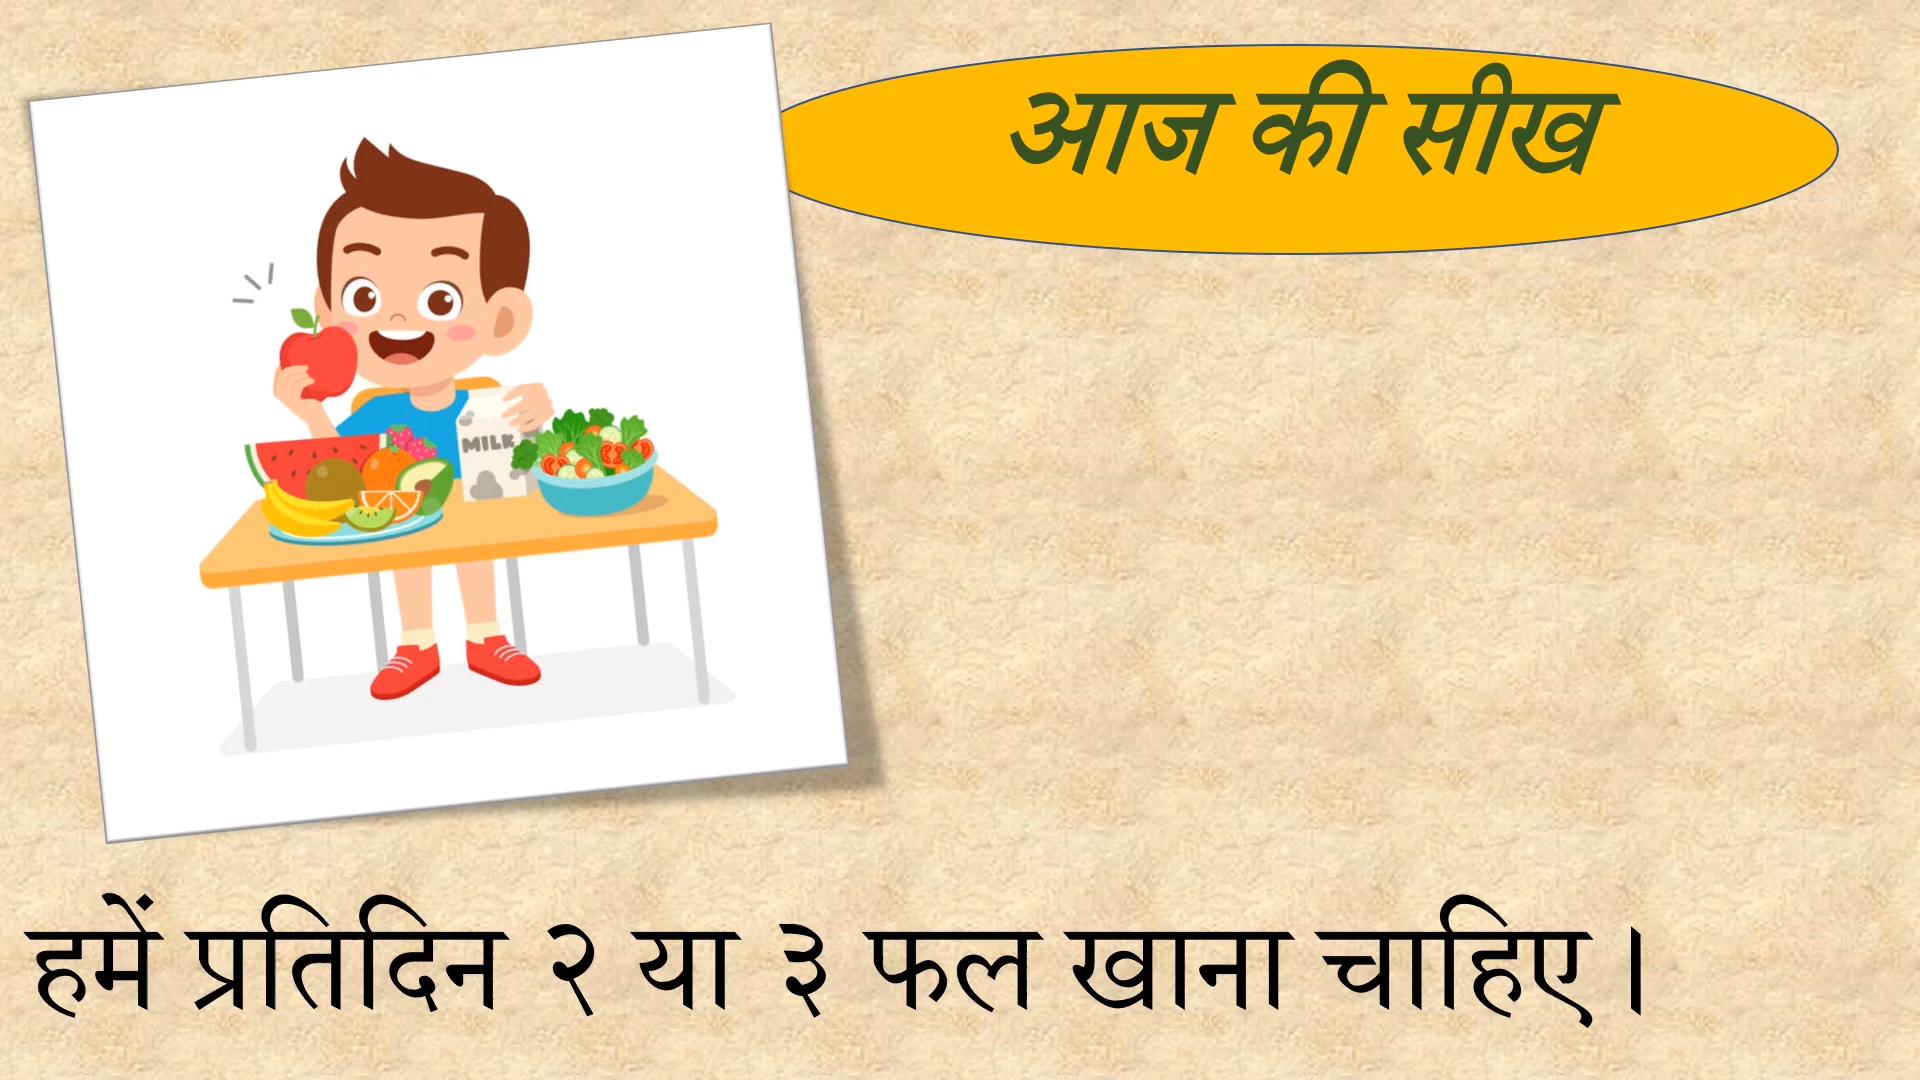 आज की सीख
MILK
हमें प्रतिदिन २ या ३ फल खाना चाहिए।